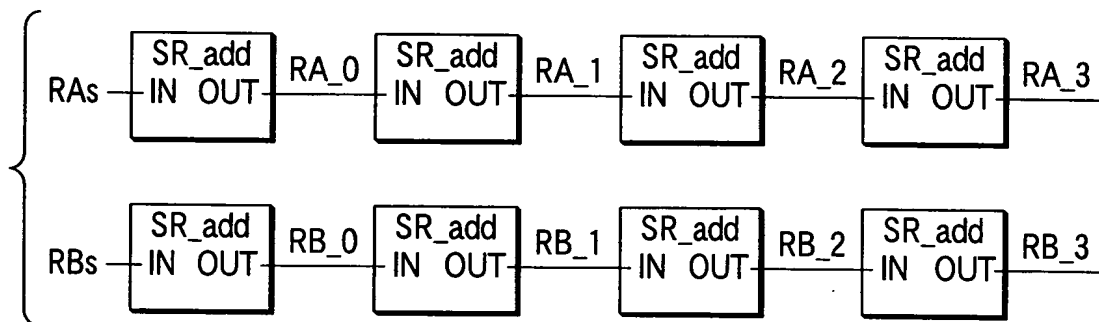 SR_add RA_0 SR_add RA_1 SR_add RA_2 SR_add RA_3
RAs IN OUT IN OUT IN OUT IN OUT
SR_add RB_0 SR_add RB_1 SR_add RB_2 SR_add RB_3
RBs IN OUT IN OUT IN OUT IN OUT